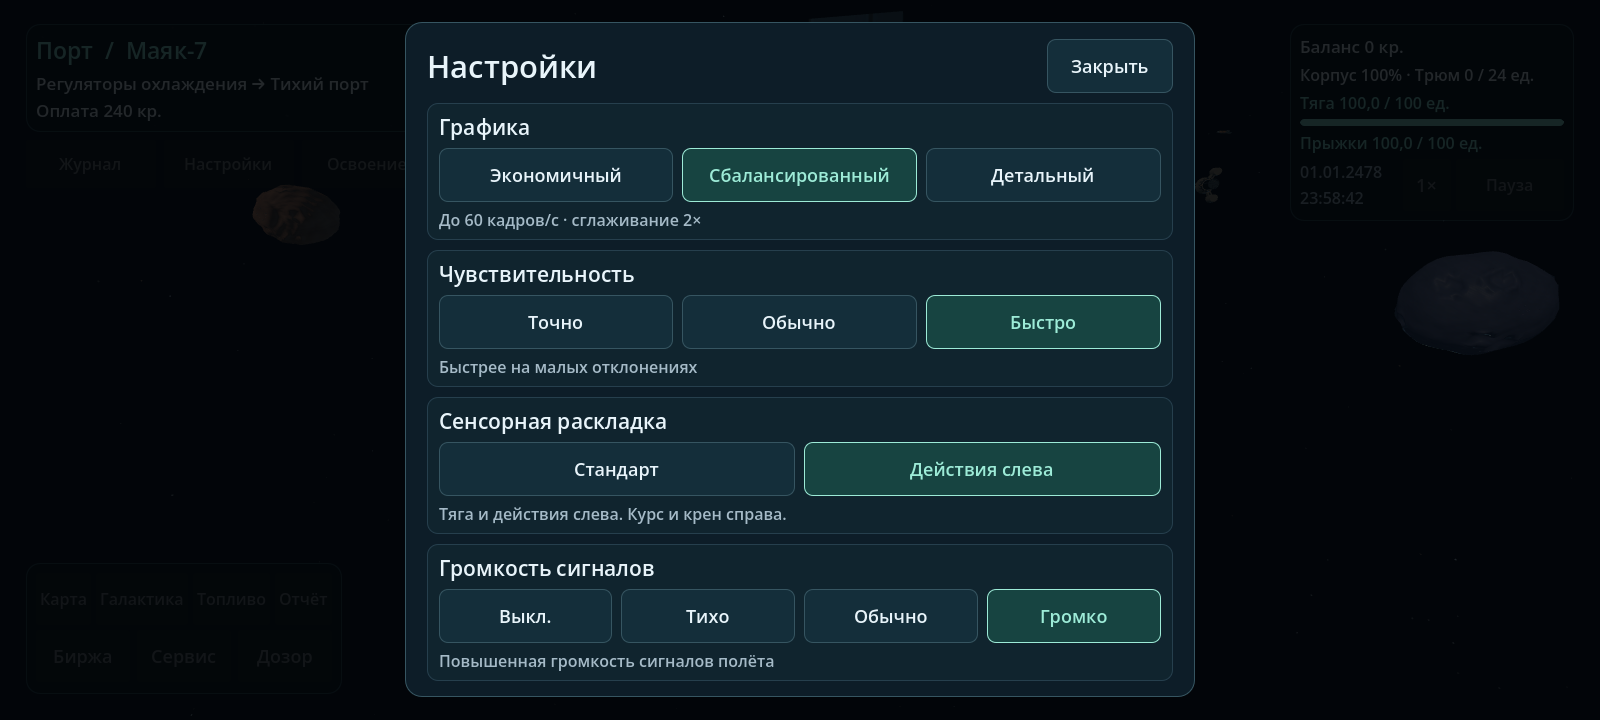 Порт / Маяк-7
Регуляторы охлаждения → Тихий порт
Оплата 240 кр.
Журнал
Настройки
Освоение
Настройки
Закрыть
Графика
Экономичный
Сбалансированный
Детальный
До 60 кадров/с · сглаживание 2×
Чувствительность
Точно
Обычно
Быстро
Быстрее на малых отклонениях
Сенсорная раскладка
Стандарт
Действия слева
Тяга и действия слева. Курс и крен справа.
Громкость сигналов
Выкл.
Тихо
Обычно
Громко
Повышенная громкость сигналов полёта
Баланс 0 кр.
Корпус 100% · Трюм 0 / 24 ед.
Тяга 100,0 / 100 ед.
Прыжки 100,0 / 100 ед.
01.01.2478
23:58:42
1×
Пауза
Карта
Галактика
Топливо
Отчёт
Биржа
Сервис
Дозор